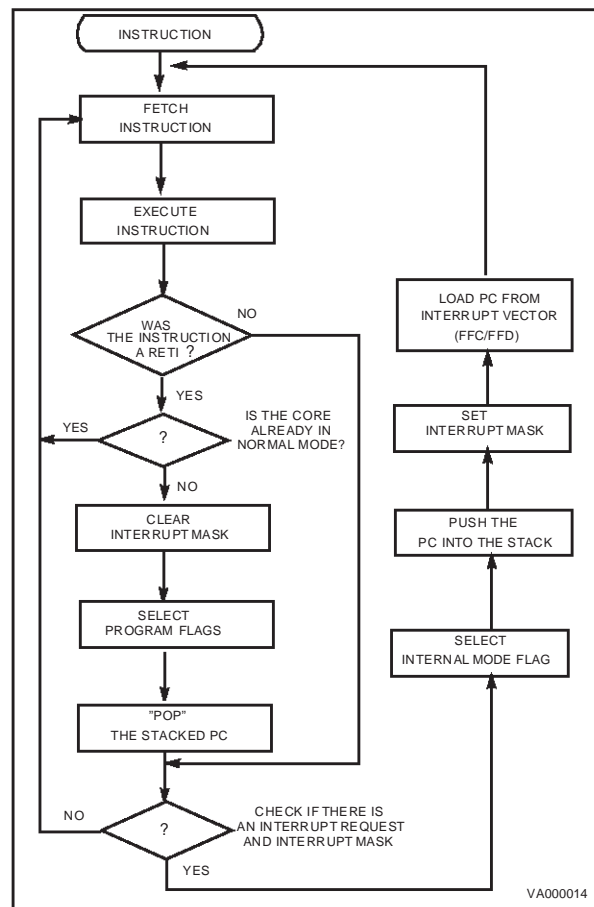 INSTRUCTION
FETCH
INSTRUCTION
EXECUTE
INSTRUCTION
WAS
THE INSTRUCTION
A RETI ?
NO
YES
YES
?
IS THE CORE
ALREADY IN
NORMAL MODE?
NO
CLEAR
INTERRUPT MASK
SELECT
PROGRAM FLAGS
"POP"
THE STACKED PC
NO
?
CHECK IF THERE IS
AN INTERRUPT REQUEST
AND INTERRUPT MASK
YES
LOAD PC FROM
INTERRUPT VECTOR
(FFC/FFD)
SET
INTERRUPT MASK
PUSH THE
PC INTO THE STACK
SELECT
INTERNAL MODE FLAG
VA000014